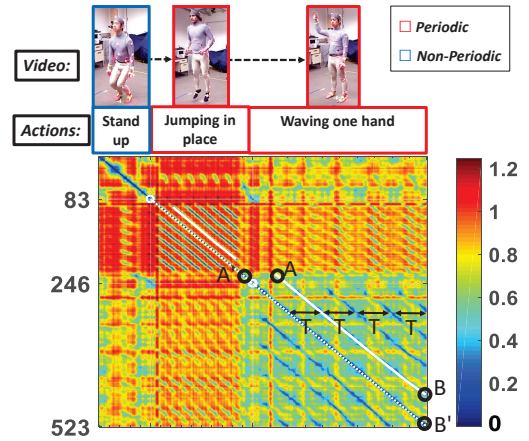 Periodic
Non-Periodic
Video:
Actions:
Stand up
Jumping in place
Waving one hand
83
246
523
A
A
T
T
T
T
B
B'
1.2
1
0.8
0.6
0.4
0.2
0